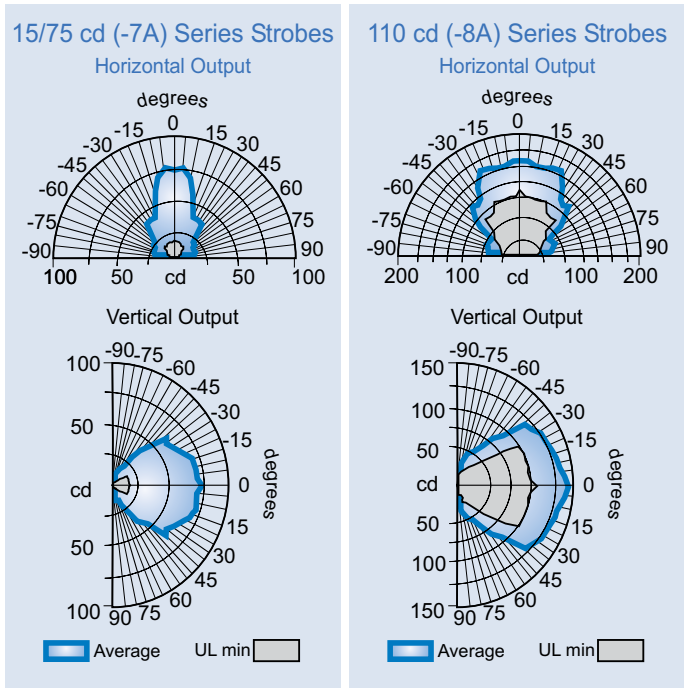 15/75 cd (-7A) Series Strobes
Horizontal Output
degrees
0
-15 15
-30 30
-45 45
-60 60
-75 75
-90 90
100 50 cd 50 100
Vertical Output
100
-90
-75
-60
-45
50
-30
-15
cd
0
degrees
15
50
30
45
60
100
90
75
Average
UL min
110 cd (-8A) Series Strobes
Horizontal Output
degrees
0
-15 15
-30 30
-45 45
-60 60
-75 75
-90 90
200 100 cd 100 200
Vertical Output
150
-90
-75
-60
-45
100
-30
50
-15
cd
0
degrees
50
15
30
100
45
60
150
90
75
Average
UL min